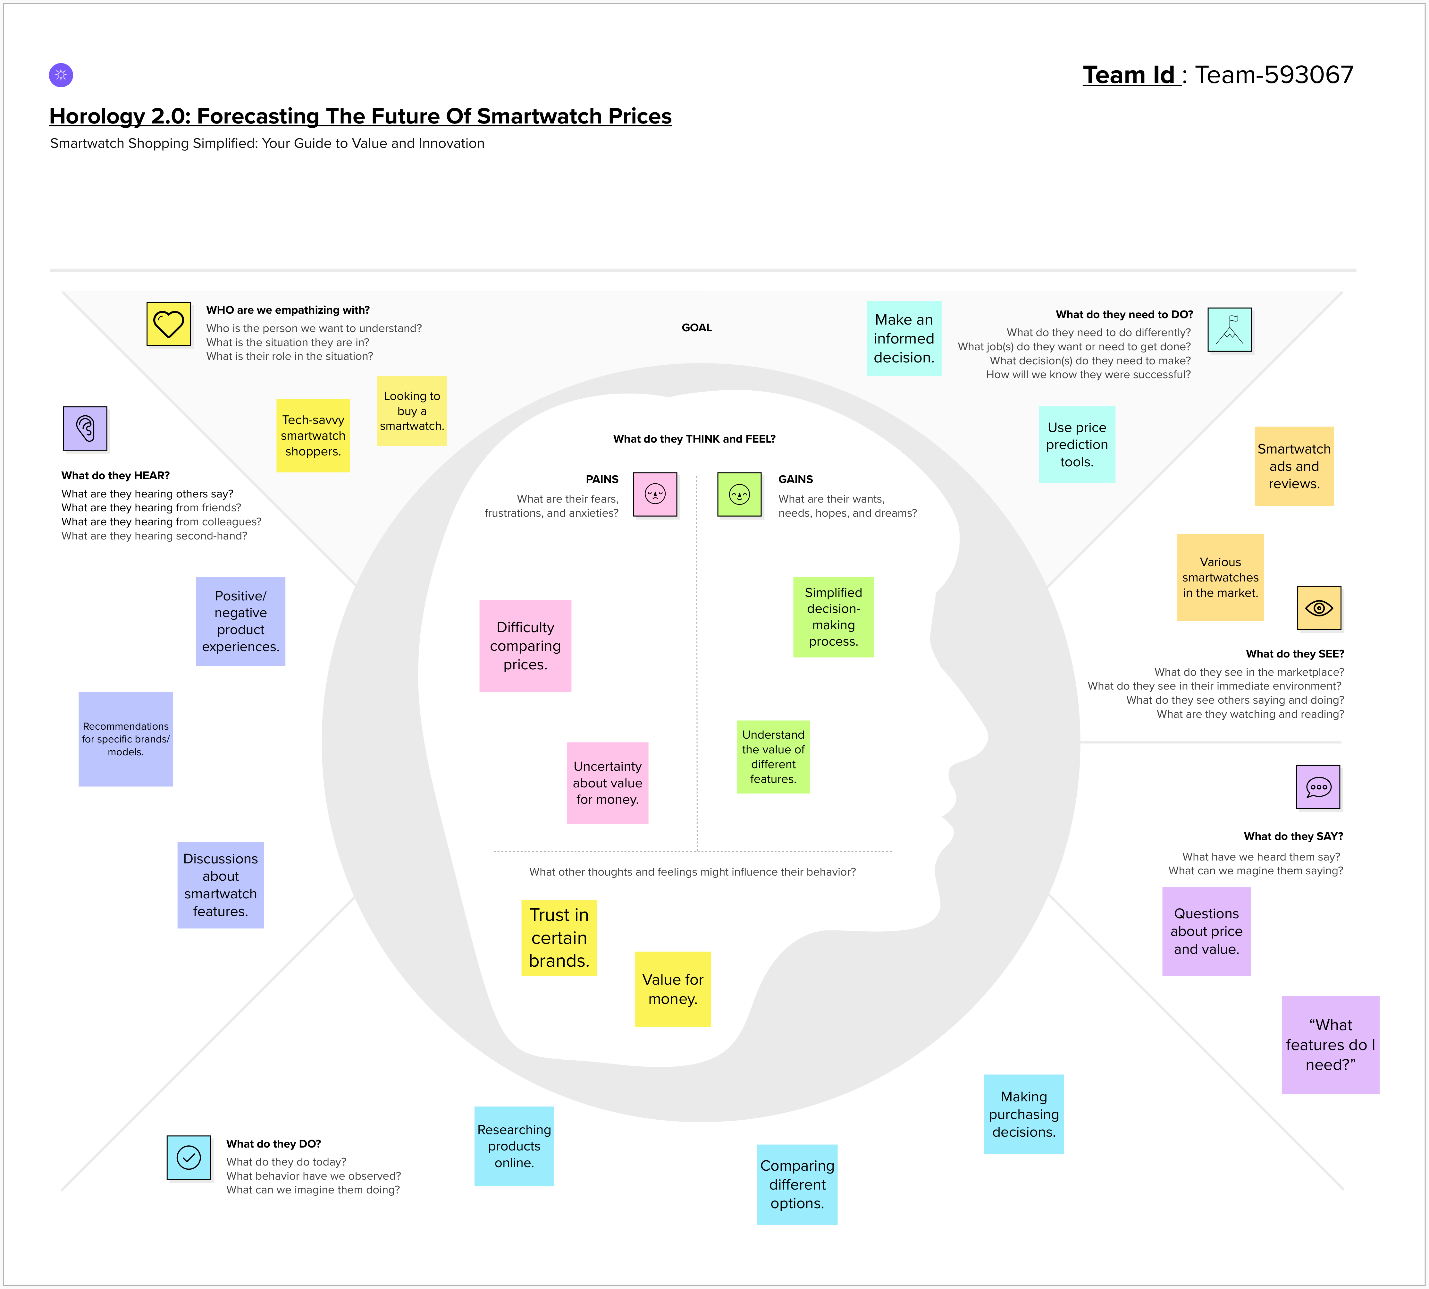 Team Id : Team-593067
Horology 2.0: Forecasting The Future Of Smartwatch Prices
Smartwatch Shopping Simplified: Your Guide to Value and Innovation
WHO are we empathizing with?
Who is the person we want to understand?
What is the situation they are in?
What is their role in the situation?
Tech-savvy
smartwatch
shoppers.
Looking to
buy a
smartwatch.
GOAL
Make an
informed
decision.
What do they need to DO?
What do they need to do differently?
What job(s) do they want or need to get done?
What decision(s) do they need to make?
How will we know they were successful?
Use price
prediction
tools.
What do they HEAR?
What are they hearing others say?
What are they hearing from friends?
What are they hearing from colleagues?
What are they hearing second-hand?
Positive/
negative
product
experiences.
Recommendations
for specific brands/
models.
Discussions
about
smartwatch
features.
What do they THINK and FEEL?
PAINS
What are their fears,
frustrations, and anxieties?
GAINS
What are their wants,
needs, hopes, and dreams?
Difficulty
comparing
prices.
Uncertainty
about value
for money.
Simplified
decision-
making
process.
Understand
the value of
different
features.
What other thoughts and feelings might influence their behavior?
Trust in
certain
brands.
Value for
money.
Smartwatch
ads and
reviews.
Various
smartwatches
in the market.
What do they SEE?
What do they see in the marketplace?
What do they see in their immediate environment?
What do they see others saying and doing?
What are they watching and reading?
What do they SAY?
What have we heard them say?
What can we magine them saying?
Questions
about price
and value.
“What
features do I
need?”
What do they DO?
What do they do today?
What behavior have we observed?
What can we imagine them doing?
Researching
products
online.
Comparing
different
options.
Making
purchasing
decisions.